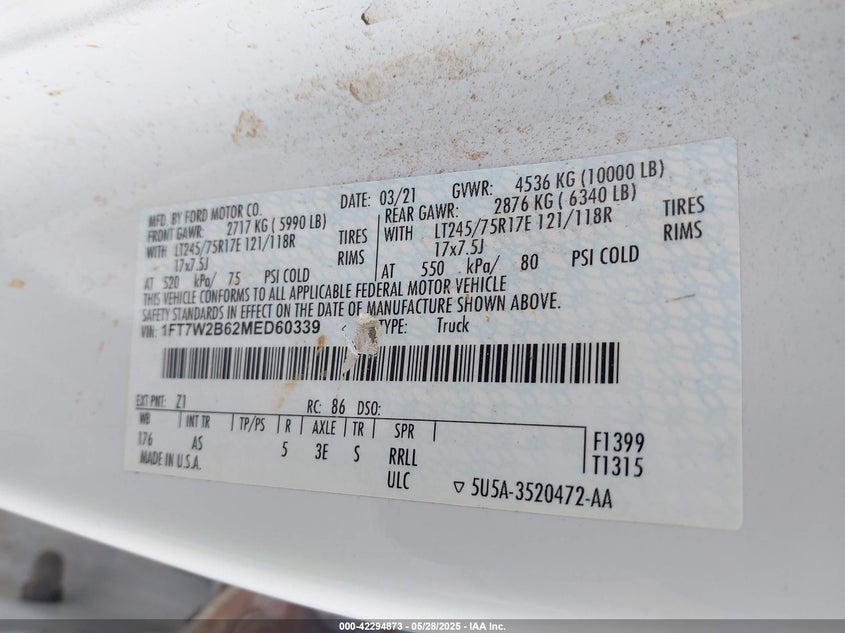 MFD. BY FORD MOTOR CO.
DATE: 03/21 GVWR: 4536 KG (10000 LB)
FRONT GAWR: 2717 KG ( 5990 LB)
REAR GAWR: 2876 KG ( 6340 LB)
WITH LT245/75R17E 121/118R TIRES
WITH LT245/75R17E 121/118R TIRES
17x7.5J RIMS
17x7.5J RIMS
AT 520 kPa/ 75 PSI COLD
AT 550 kPa/ 80 PSI COLD
THIS VEHICLE CONFORMS TO ALL APPLICABLE FEDERAL MOTOR VEHICLE
SAFETY STANDARDS IN EFFECT ON THE DATE OF MANUFACTURE SHOWN ABOVE.
VIN: 1FT7W2B62MED60339 TYPE: Truck
EXT PNT: Z1 RC: 86 DSO:
WB INT TR TP/PS R AXLE TR SPR
176 AS 5 3E S RRLL
F1399
T1315
MADE IN U.S.A.
ULC
5U5A-3520472-AA
000-42294873 - 05/28/2025 - IAA Inc.